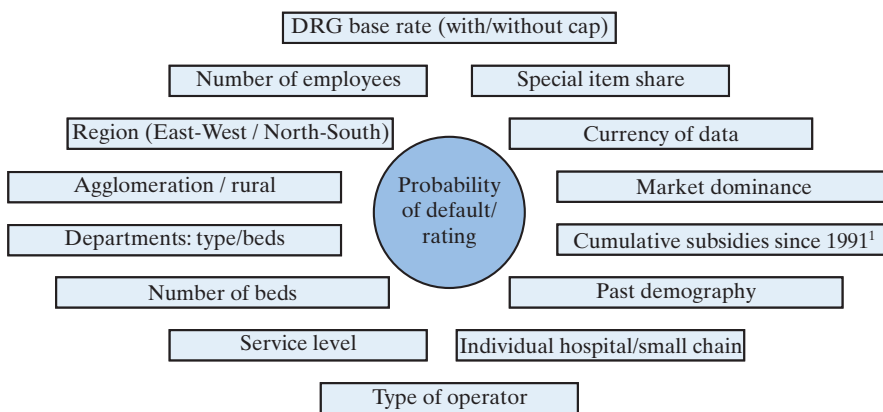 DRG base rate (with/without cap)
Number of employees
Special item share
Region (East-West / North-South)
Currency of data
Agglomeration / rural
Probability
of default/
rating
Market dominance
Departments: type/beds
Cumulative subsidies since 1991¹
Number of beds
Past demography
Service level
Individual hospital/small chain
Type of operator